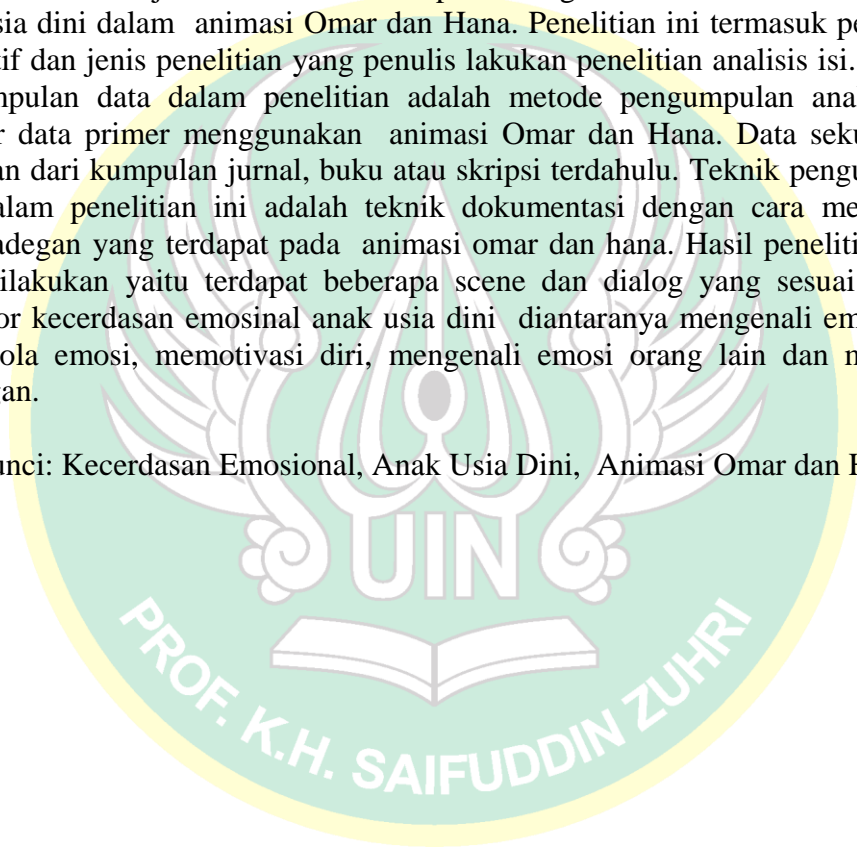 sia dini dalam animasi Omar dan Hana. Penelitian ini termasuk pe
tif dan jenis penelitian yang penulis lakukan penelitian analisis isi.
mpulan data dalam penelitian adalah metode pengumpulan ana
r data primer menggunakan animasi Omar dan Hana. Data seku
an dari kumpulan jurnal, buku atau skripsi terdahulu. Teknik pengu
alam penelitian ini adalah teknik dokumentasi dengan cara me
adegan yang terdapat pada animasi omar dan hana. Hasil peneliti
ilakukan yaitu terdapat beberapa scene dan dialog yang sesuai
or kecerdasan emosinal anak usia dini diantaranya mengenali em
ola emosi, memotivasi diri, mengenali emosi orang lain dan m
gan.
unci: Kecerdasan Emosional, Anak Usia Dini, Animasi Omar dan H
UIN
PROF. K.H. SAIFUDDIN ZUHRI